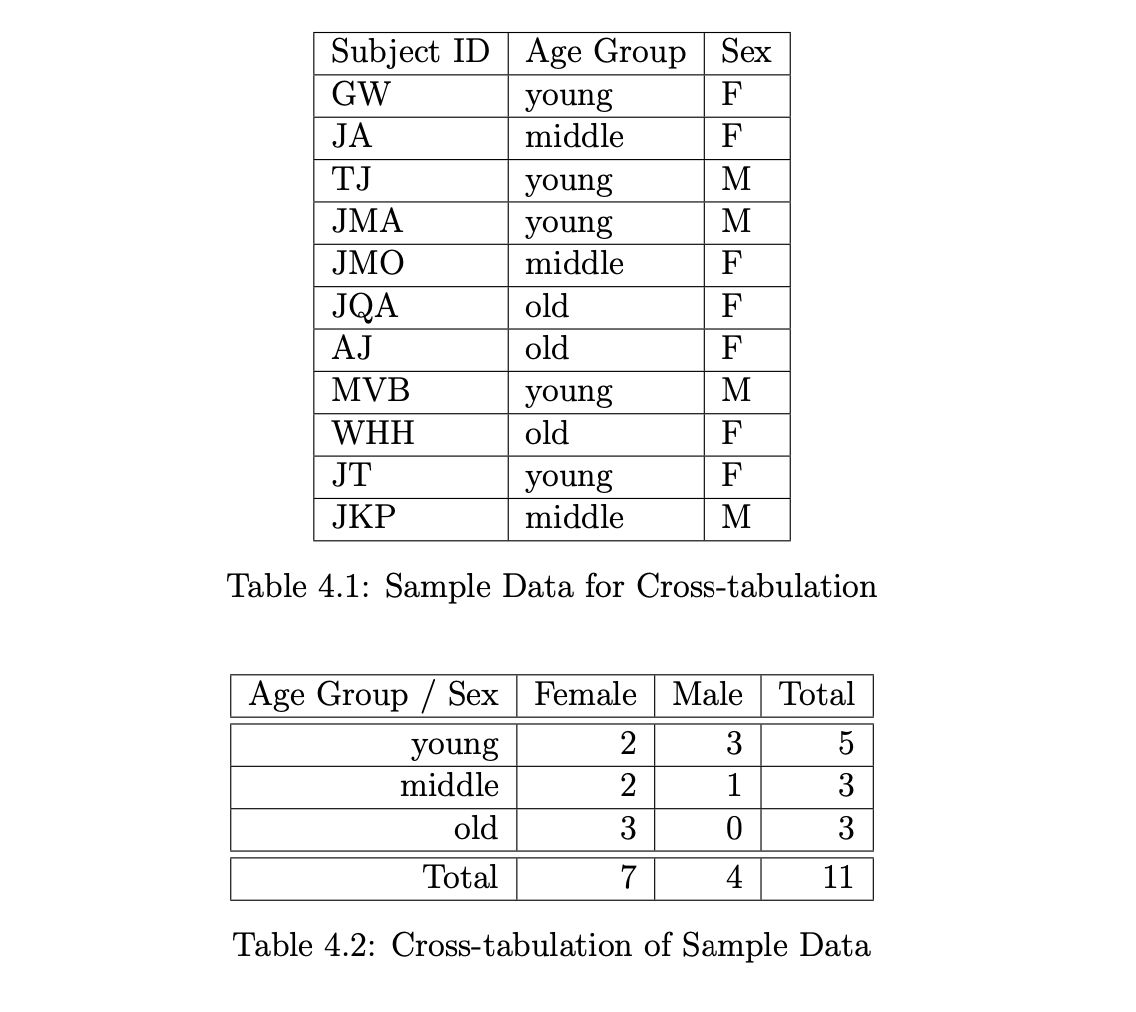 Subject ID Age Group Sex
GW young F
JA middle F
TJ young M
JMA young M
JMO middle F
JQA old F
AJ old F
MVB young M
WHH old F
JT young F
JKP middle M
Table 4.1: Sample Data for Cross-tabulation
Age Group / Sex Female Male Total
young 2 3 5
middle 2 1 3
old 3 0 3
Total 7 4 11
Table 4.2: Cross-tabulation of Sample Data